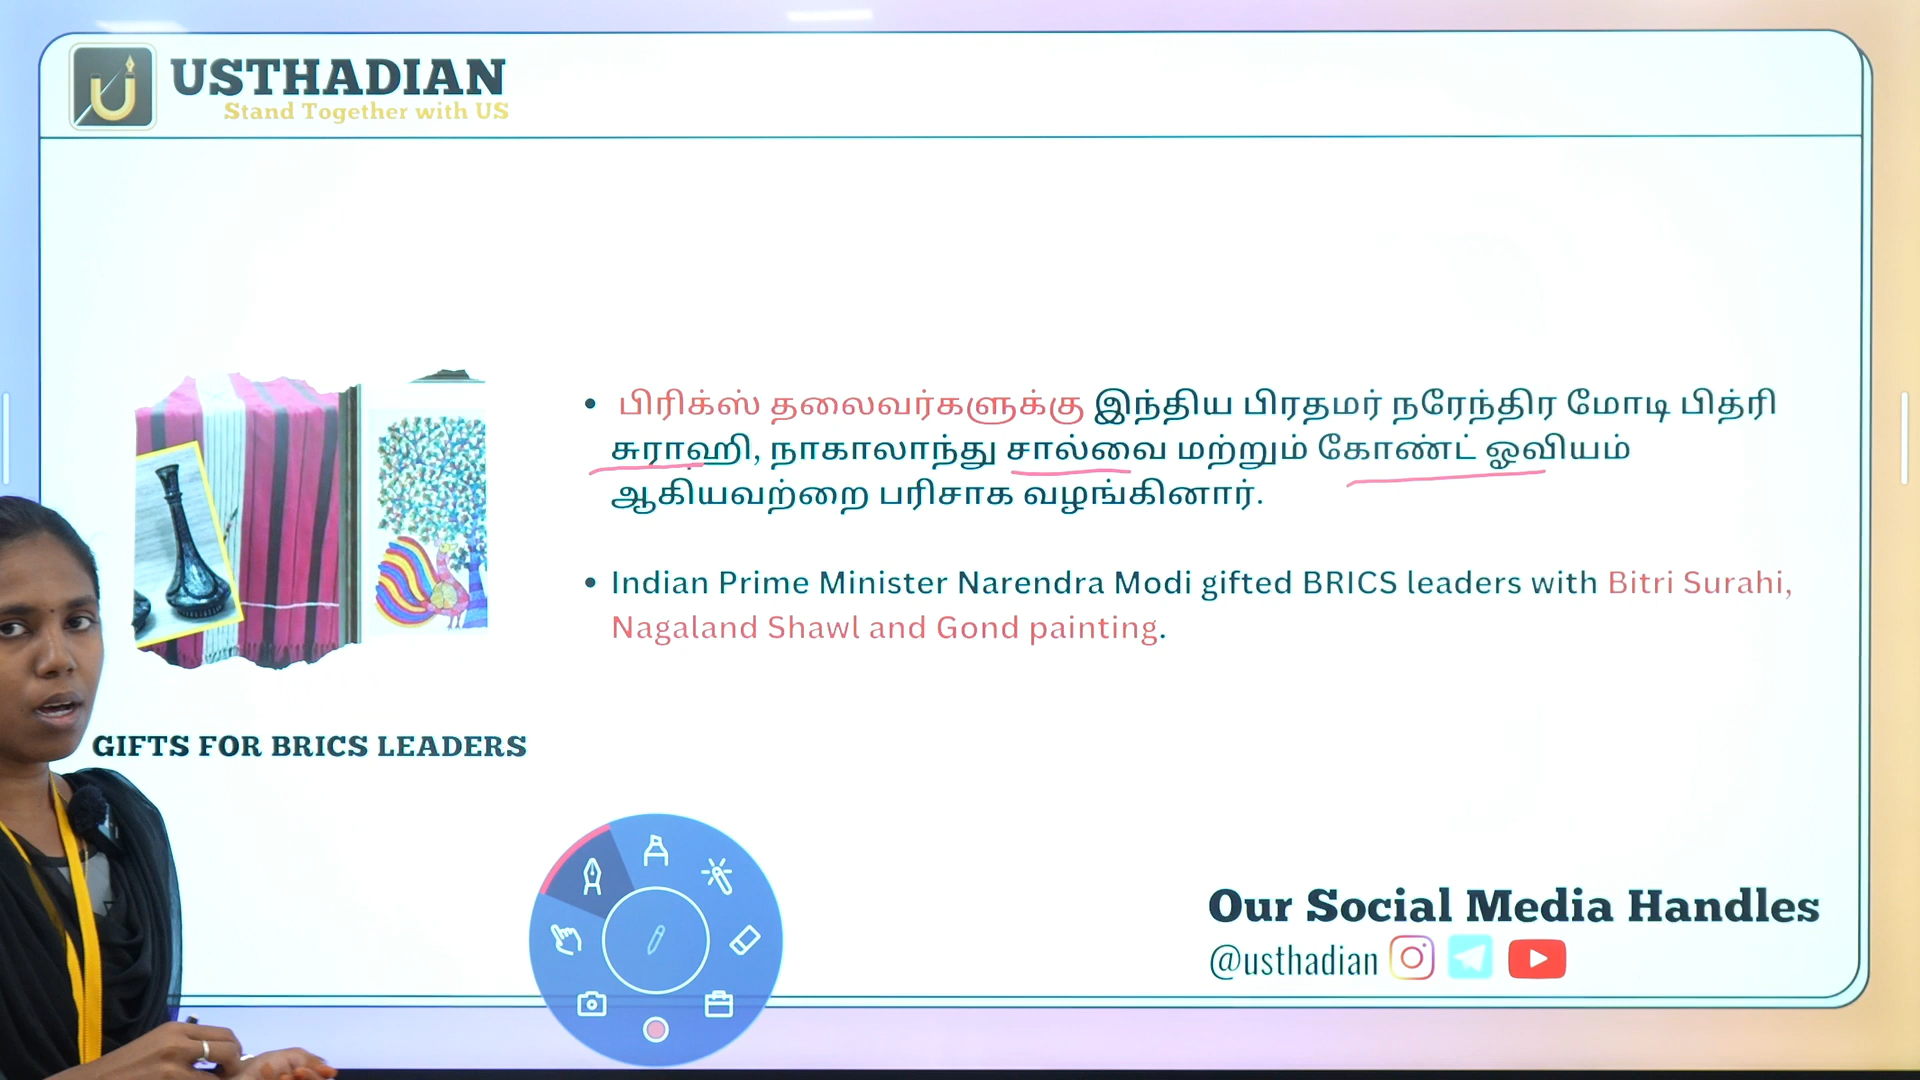 USTHADIAN
Stand Together with US
• பிரிக்ஸ் தலைவர்களுக்கு இந்திய பிரதமர் நரேந்திர மோடி பித்ரி
சுராஹி, நாகாலாந்து சால்வை மற்றும் கோண்ட் ஓவியம்
ஆகியவற்றை பரிசாக வழங்கினார்.
• Indian Prime Minister Narendra Modi gifted BRICS leaders with Bitri Surahi,
Nagaland Shawl and Gond painting.
GIFTS FOR BRICS LEADERS
Our Social Media Handles
@usthadian